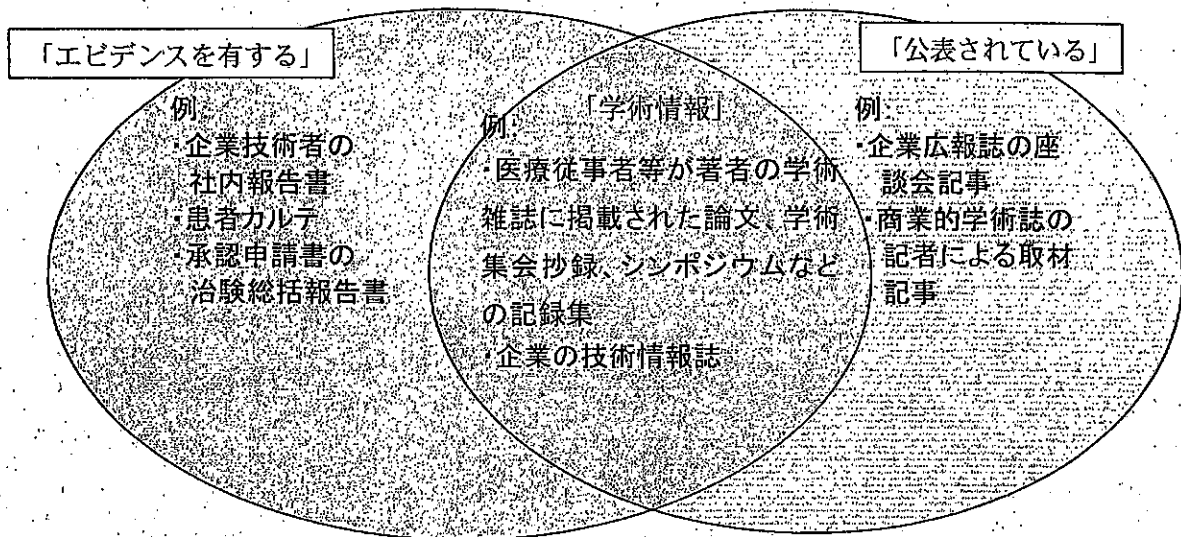 「エビデンスを有する」
例
・企業技術者の
社内報告書
・患者カルテ
・承認申請書の
治験総括報告書
「学術情報」
例:
・医療従事者等が著者の学術
雑誌に掲載された論文、学術
集会抄録、シンポジウムなど
の記録集
・企業の技術情報誌
「公表されている」
例:
・企業広報誌の座
談会記事
・商業的学術誌の
記者による取材
記事